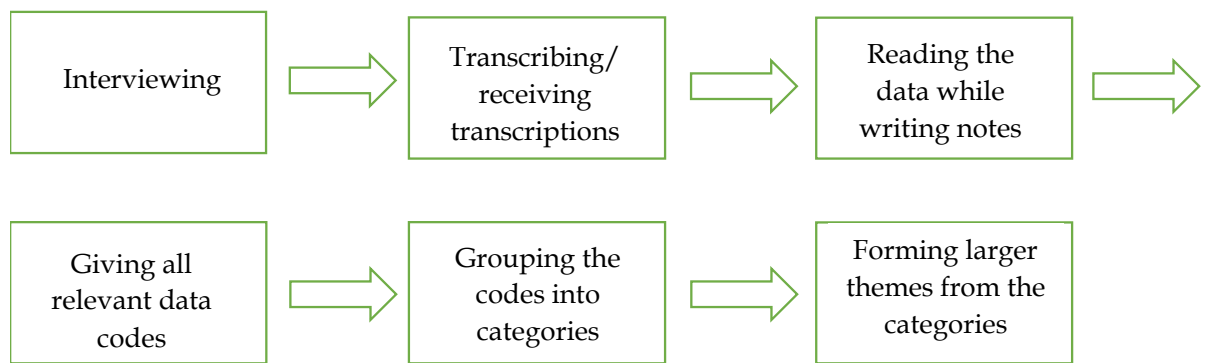 Interviewing
Transcribing/
receiving
transcriptions
Reading the
data while
writing notes
Giving all
relevant data
codes
Grouping the
codes into
categories
Forming larger
themes from the
categories